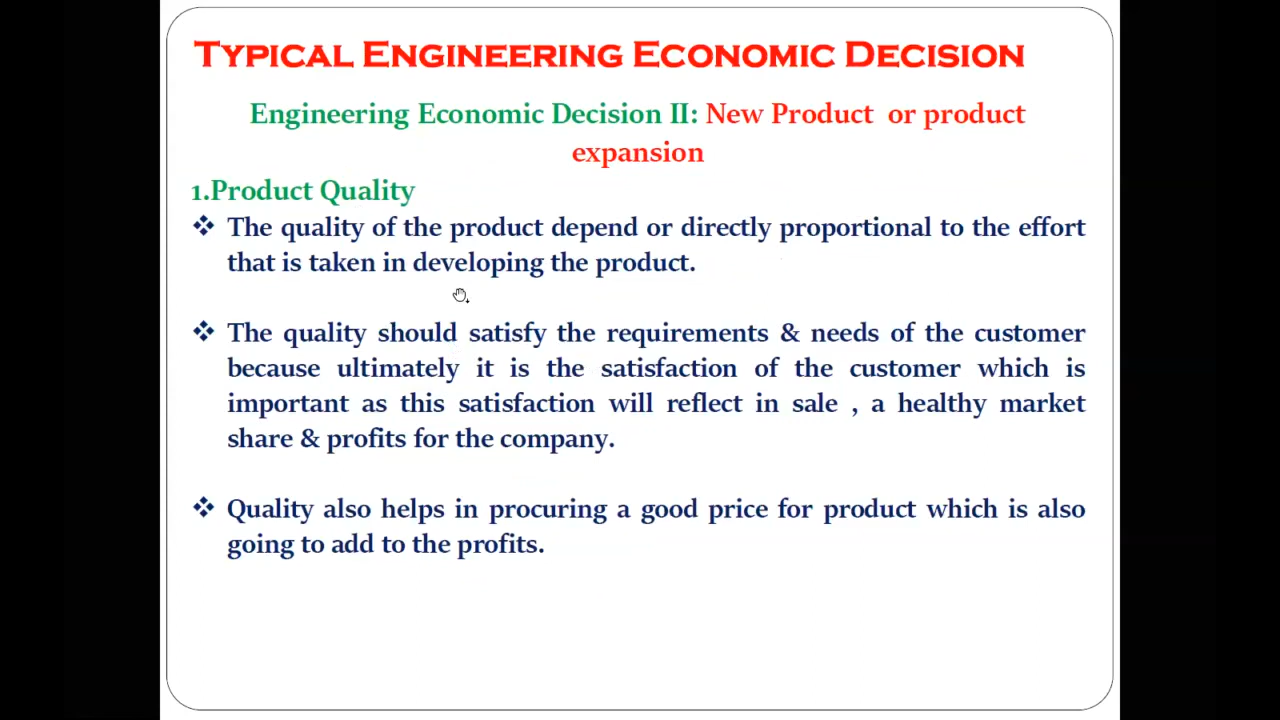 TYPICAL ENGINEERING ECONOMIC DECISION
Engineering Economic Decision II: New Product or product
expansion
1.Product Quality
❖ The quality of the product depend or directly proportional to the effort
that is taken in developing the product.
❖ The quality should satisfy the requirements & needs of the customer
because ultimately it is the satisfaction of the customer which is
important as this satisfaction will reflect in sale , a healthy market
share & profits for the company.
❖ Quality also helps in procuring a good price for product which is also
going to add to the profits.